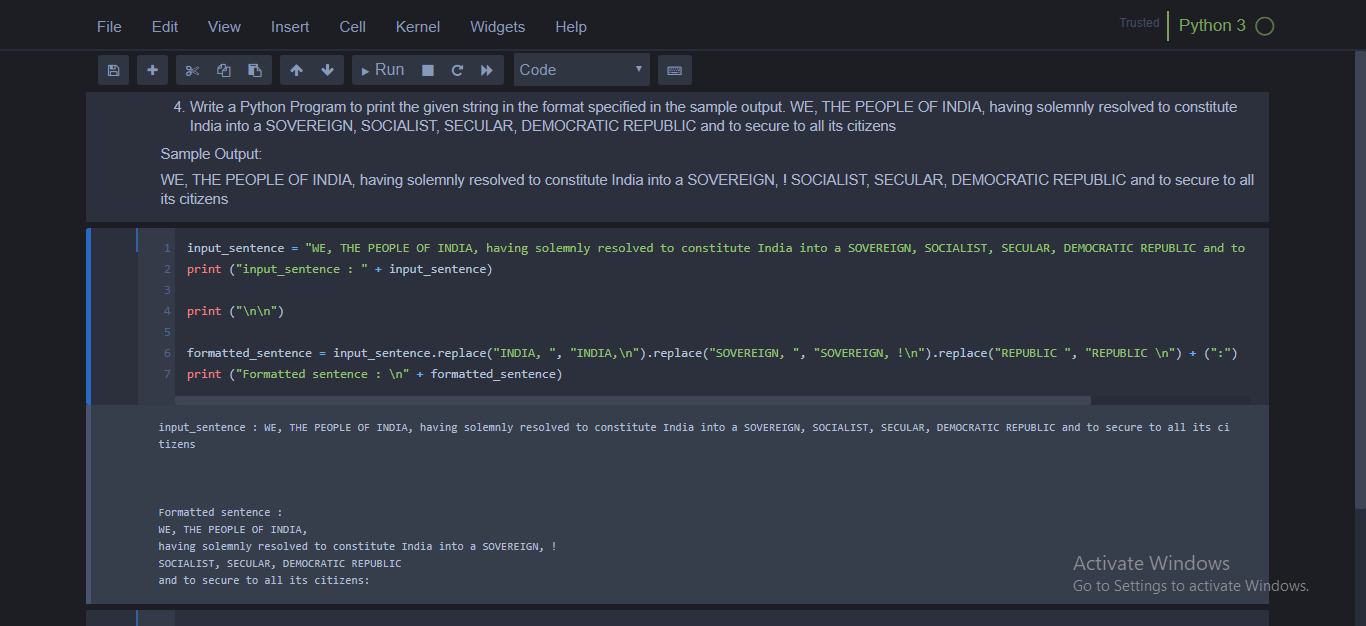 File Edit View Insert Cell Kernel Widgets Help Trusted Python 3
Run Code
4. Write a Python Program to print the given string in the format specified in the sample output. WE, THE PEOPLE OF INDIA, having solemnly resolved to constitute
India into a SOVEREIGN, SOCIALIST, SECULAR, DEMOCRATIC REPUBLIC and to secure to all its citizens
Sample Output:
WE, THE PEOPLE OF INDIA, having solemnly resolved to constitute India into a SOVEREIGN, ! SOCIALIST, SECULAR, DEMOCRATIC REPUBLIC and to secure to all
its citizens
1 input_sentence = "WE, THE PEOPLE OF INDIA, having solemnly resolved to constitute India into a SOVEREIGN, SOCIALIST, SECULAR, DEMOCRATIC REPUBLIC and to
2 print ("input_sentence : " + input_sentence)
3
4 print ("\n\n")
5
6 formatted_sentence = input_sentence.replace("INDIA, ", "INDIA,\n").replace("SOVEREIGN, ", "SOVEREIGN, !\n").replace("REPUBLIC ", "REPUBLIC \n") + (":")
7 print ("Formatted sentence : \n" + formatted_sentence)
input_sentence : WE, THE PEOPLE OF INDIA, having solemnly resolved to constitute India into a SOVEREIGN, SOCIALIST, SECULAR, DEMOCRATIC REPUBLIC and to secure to all its ci
tizens
Formatted sentence :
WE, THE PEOPLE OF INDIA,
having solemnly resolved to constitute India into a SOVEREIGN, !
SOCIALIST, SECULAR, DEMOCRATIC REPUBLIC
and to secure to all its citizens:
Activate Windows
Go to Settings to activate Windows.